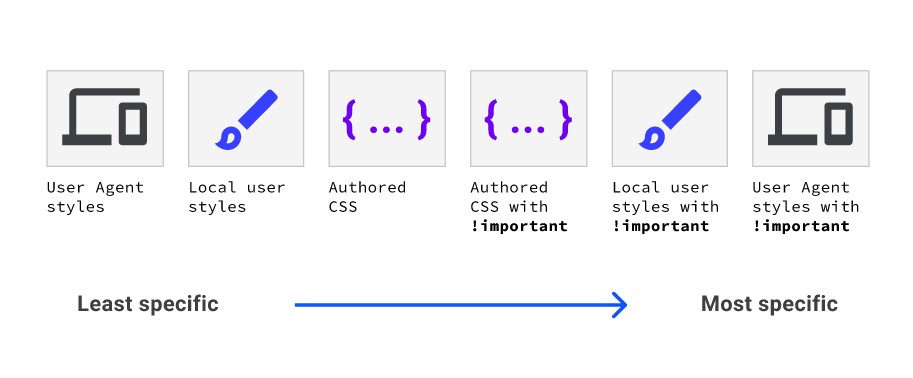 { ... }
{ ... }
User Agent
styles
Local user
styles
Authored
CSS
Authored
CSS with
!important
Local user
styles with
!important
User Agent
styles with
!important
Least specific
Most specific